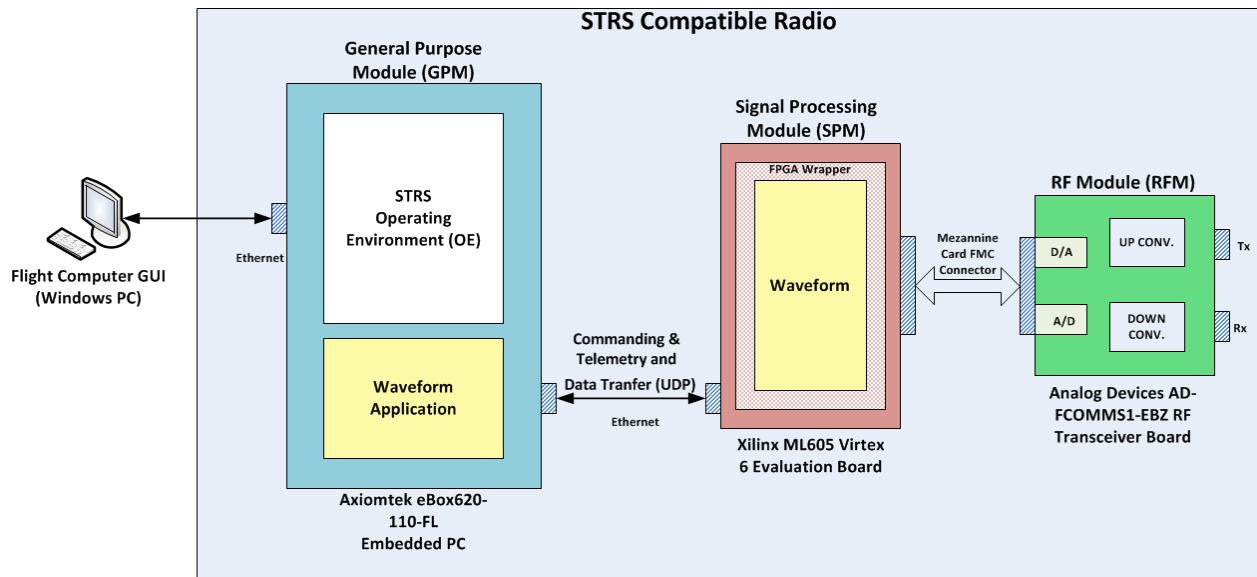 STRS Compatible Radio
General Purpose
Module (GPM)
STRS
Operating
Environment (OE)
Waveform
Application
Ethernet
Axiomtek eBox620-
110-FL
Embedded PC
Flight Computer GUI
(Windows PC)
Commanding &
Telemetry and
Data Tranfer (UDP)
Ethernet
Signal Processing
Module (SPM)
FPGA Wrapper
Waveform
Xilinx ML605 Virtex
6 Evaluation Board
Mezannine
Card FMC
Connector
RF Module (RFM)
D/A
UP CONV.
Tx
A/D
DOWN
CONV.
Rx
Analog Devices AD-
FCOMMS1-EBZ RF
Transceiver Board